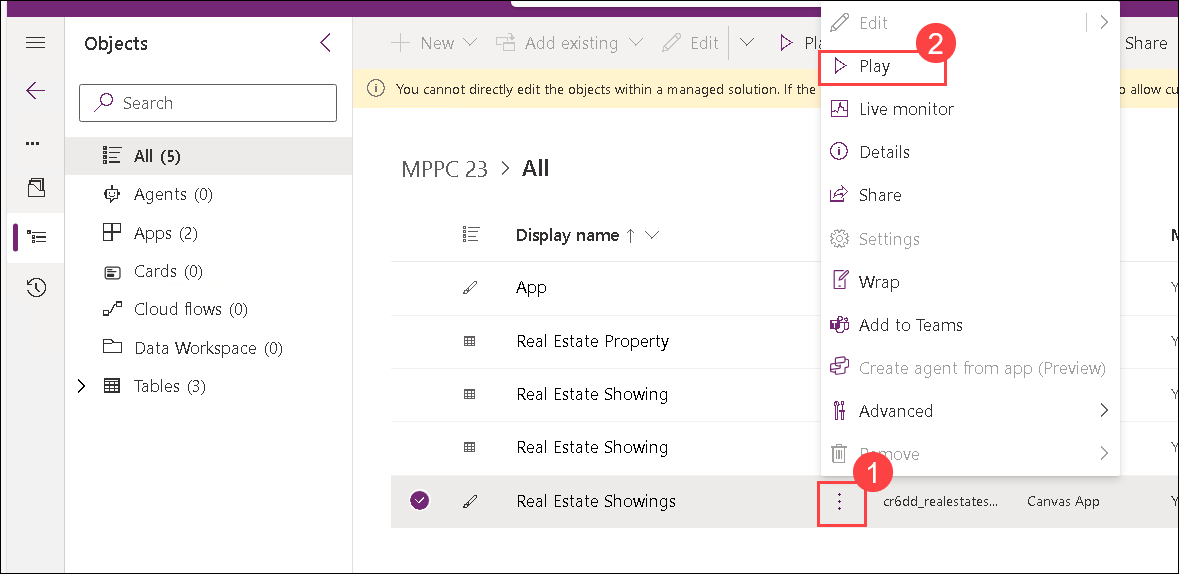 Objects
Search
All (5)
Agents (0)
Apps (2)
Cards (0)
Cloud flows (0)
Data Workspace (0)
Tables (3)
New
Add existing
Edit
Share
You cannot directly edit the objects within a managed solution. If the
to allow
MPPC 23 > All
Display name ↑
App
Real Estate Property
Real Estate Showing
Real Estate Showing
Real Estate Showings
cr6dd_realestates...
Canvas App
1
Edit
Play
2
Live monitor
Details
Share
Settings
Wrap
Add to Teams
Create agent from app (Preview)
Advanced
Remove